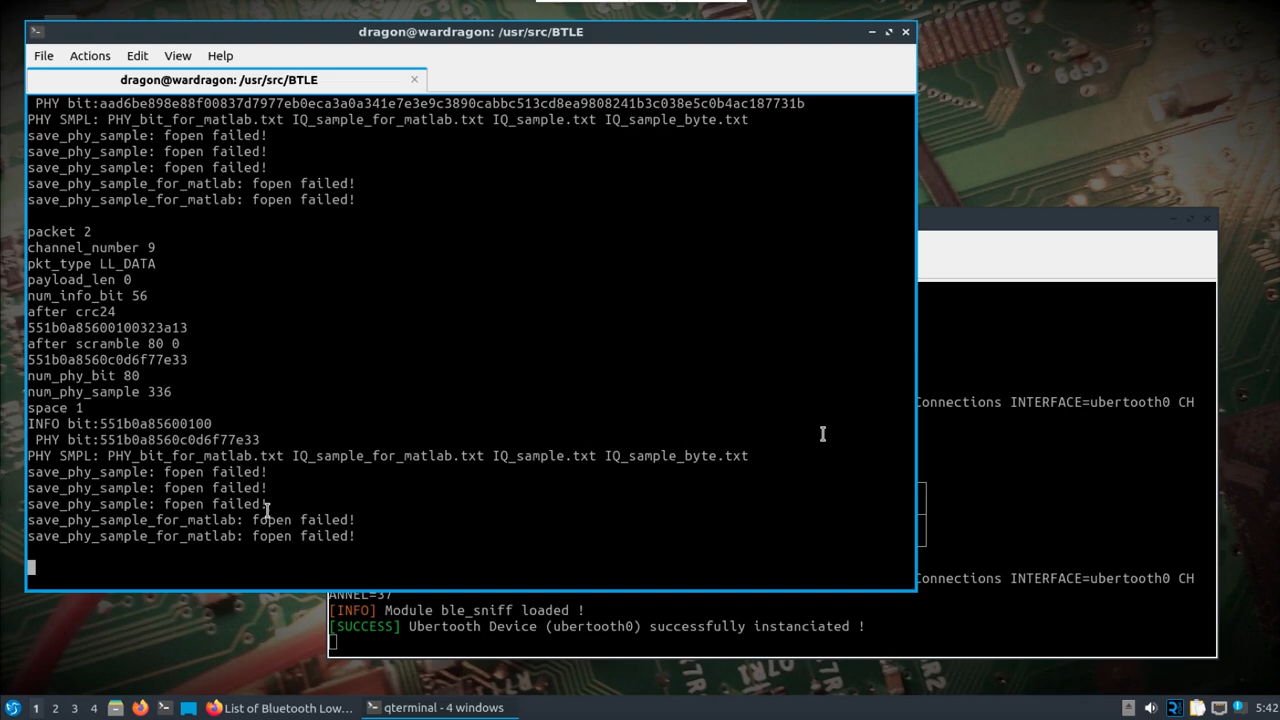 dragon@wardragon: /usr/src/BTLE
File Actions Edit View Help
dragon@wardragon: /usr/src/BTLE
PHY bit:aad6be898e88f00837d7977eb0eca3a0a341e7e3e9c3890cabbc513cd8ea9808241b3c038e5c0b4ac187731b
PHY SMPL: PHY_bit_for_matlab.txt IQ_sample_for_matlab.txt IQ_sample.txt IQ_sample_byte.txt
save_phy_sample: fopen failed!
save_phy_sample: fopen failed!
save_phy_sample: fopen failed!
save_phy_sample_for_matlab: fopen failed!
save_phy_sample_for_matlab: fopen failed!
packet 2
channel_number 9
pkt_type LL_DATA
payload_len 0
num_info_bit 56
after crc24
551b0a85600100323a13
after scramble 80 0
551b0a8560c0d6f77e33
num_phy_bit 80
num_phy_sample 336
space 1
INFO bit:551b0a85600100
PHY bit:551b0a8560c0d6f77e33
PHY SMPL: PHY_bit_for_matlab.txt IQ_sample_for_matlab.txt IQ_sample.txt IQ_sample_byte.txt
save_phy_sample: fopen failed!
save_phy_sample: fopen failed!
save_phy_sample: fopen failed!
save_phy_sample_for_matlab: fopen failed!
save_phy_sample_for_matlab: fopen failed!
Connections INTERFACE=ubertooth0 CH
Connections INTERFACE=ubertooth0 CH
ANNEL=37
[INFO] Module ble_sniff loaded !
[SUCCESS] Ubertooth Device (ubertooth0) successfully instanciated !
1 2 3 4 List of Bluetooth Low... qterminal - 4 windows 5:42